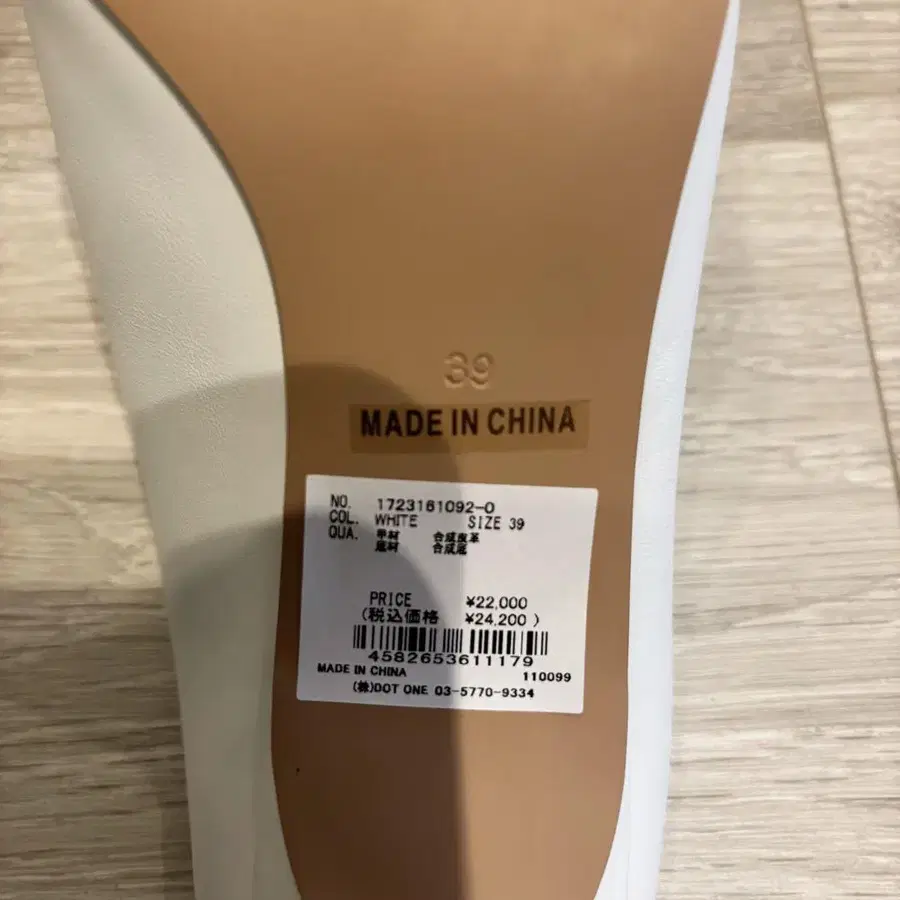 39
MADE IN CHINA
NO. 1723161092-0
COL. WHITE SIZE 39
QUA. 甲材 合成皮革
底材 合成底
PRICE ¥22,000
(税込価格 ¥24,200 )
4582653611179
MADE IN CHINA 110099
(株)DOT ONE 03-5770-9334